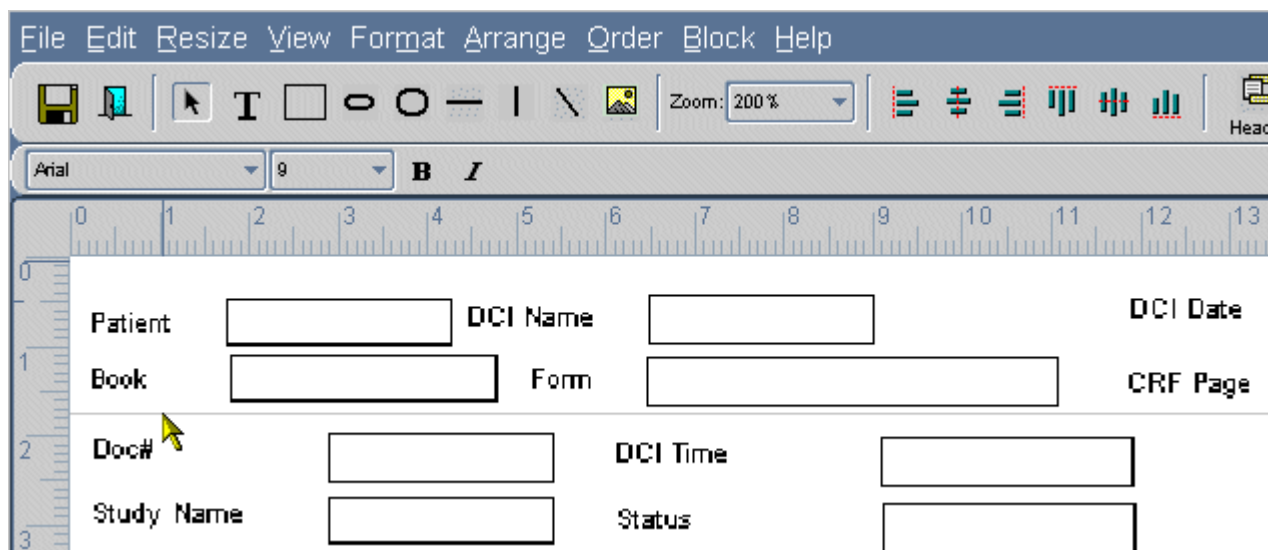 File Edit Resize View Format Arrange Order Block Help
T Zoom: 200% Head
Arial 9 B I
0 1 2 3 4 5 6 7 8 9 10 11 12 13
0
Patient DCI Name DCI Date
1
Book Form CRF Page
2
Doc# DCI Time
Study Name Status
3